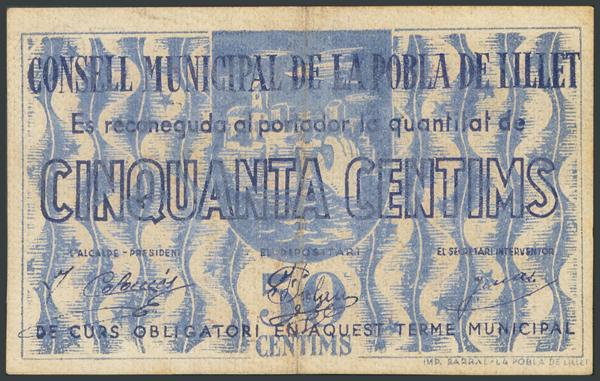 CONSELL MUNICIPAL DE LA POBLA DE LILLET
Es reconeguda al portador, la quantitat de
CINQUANTA CENTIMS
L'ALCALDE - PRESIDENT EL DIPOSITARI EL SECRETARI INTERVENTOR
50
DE CURS OBLIGATORI EN AQUEST TERME MUNICIPAL
CENTIMS
IMP. BARRAL - LA POBLA DE LILLET